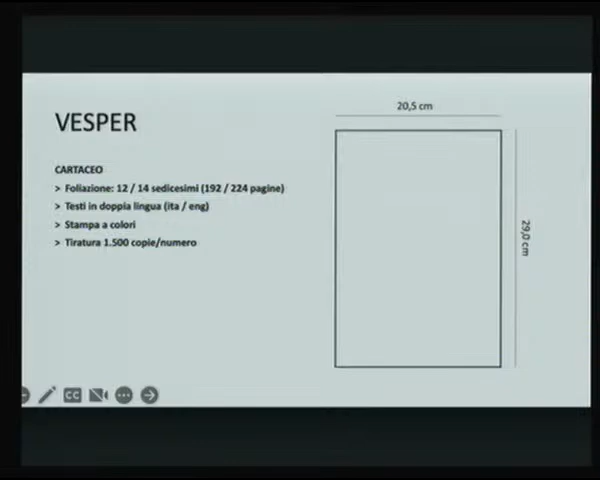 VESPER
CARTACEO
> Foliazione: 12 / 14 sedicesimi (192 / 224 pagine)
> Testi in doppia lingua (ita / eng)
> Stampa a colori
> Tiratura 1.500 copie/numero
20,5 cm
29,0 cm
CC